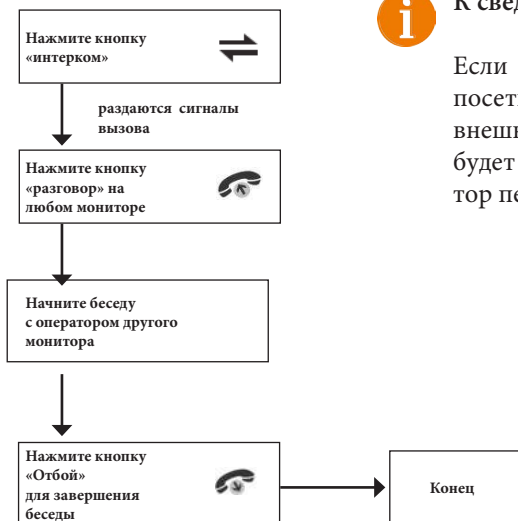 Нажмите кнопку
«интерком»
раздаются сигналы
вызова
Нажмите кнопку
«разговор» на
любом мониторе
Начните беседу
с оператором другого
монитора
Нажмите кнопку
«Отбой»
для завершения
беседы
Конец
К
Если
будет